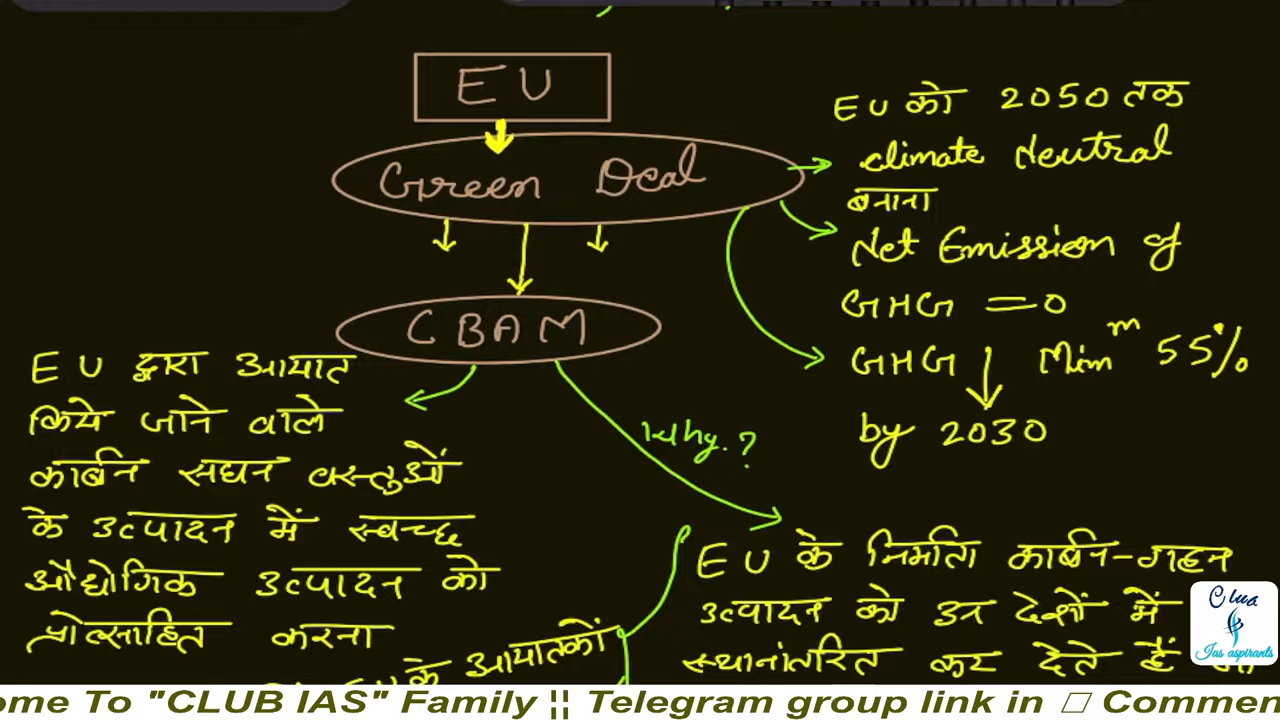 EU
Green Deal
CBAM
EU को 2050 तक
climate Neutral
बनाना
Net Emission of
GHG = 0
GHG ↓ Minm 55%
by 2030
EU द्वारा आयात
किये जाने वाले
कार्बन सघन वस्तुओं
के उत्पादन में स्वच्छ
औद्योगिक उत्पादन को
प्रोत्साहित करना
के आयातकों
Why.?
EU के निर्माता कार्बन-गहन
उत्पादन को उन देशों में
स्थानांतरित कर देते हैं
Club
Ias aspirants
ome To "CLUB IAS" Family ¦¦ Telegram group link in □ Commen